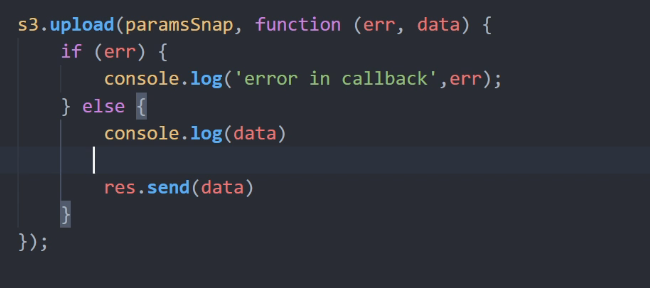 s3.upload(paramsSnap, function (err, data) {
    if (err) {
        console.log('error in callback',err);
    } else {
        console.log(data)

        res.send(data)
    }
});